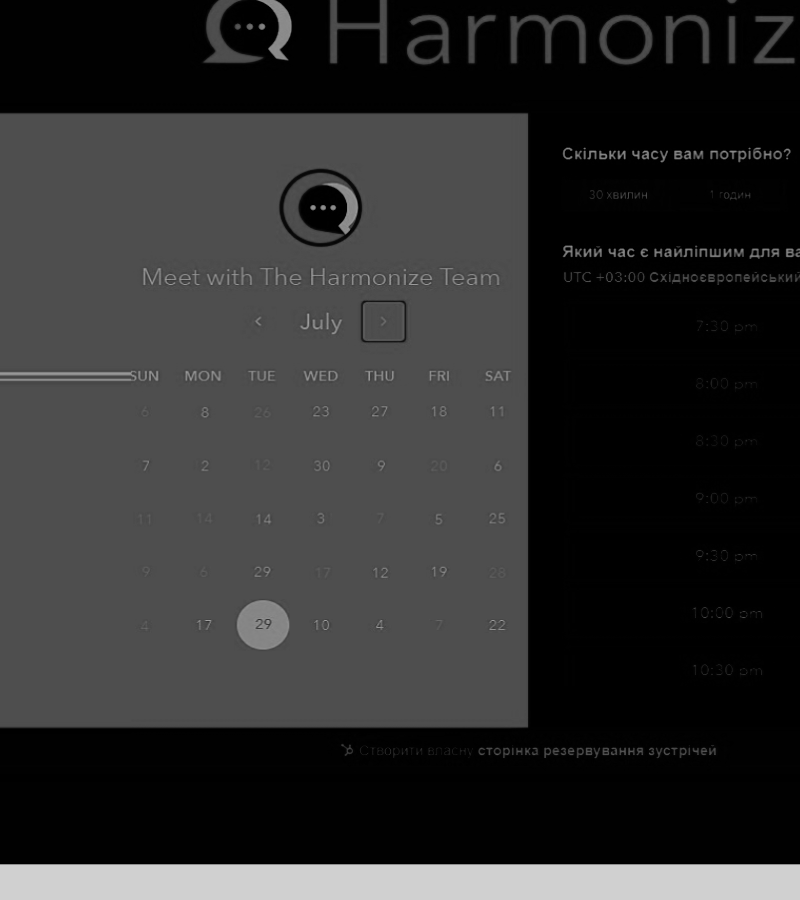 Harmoniz
Meet with The Harmonize Team
July
SUN MON TUE WED THU FRI SAT
6 8 26 23 27 18 11
7 2 12 30 9 20 6
11 14 14 3 7 5 25
9 6 29 17 12 19 26
4 17 29 10 4 7 22
Скільки часу вам потрібно?
30 хвилин 1 годин
Який час є найліпшим для ва
UTC +03:00 Східноєвропейський
7:30 pm
8:00 pm
8:30 pm
9:00 pm
9:30 pm
10:00 pm
10:30 pm
Створити власну сторінка резервування зустрічей